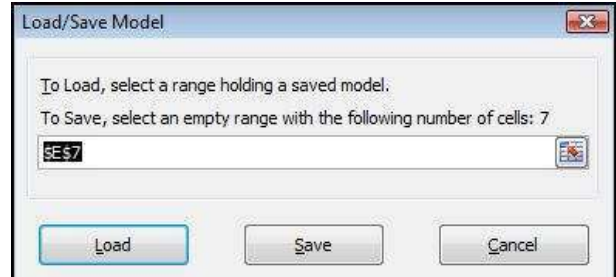 Load/Save Model
To Load, select a range holding a saved model.
To Save, select an empty range with the following number of cells: 7
$E$7
Load Save Cancel